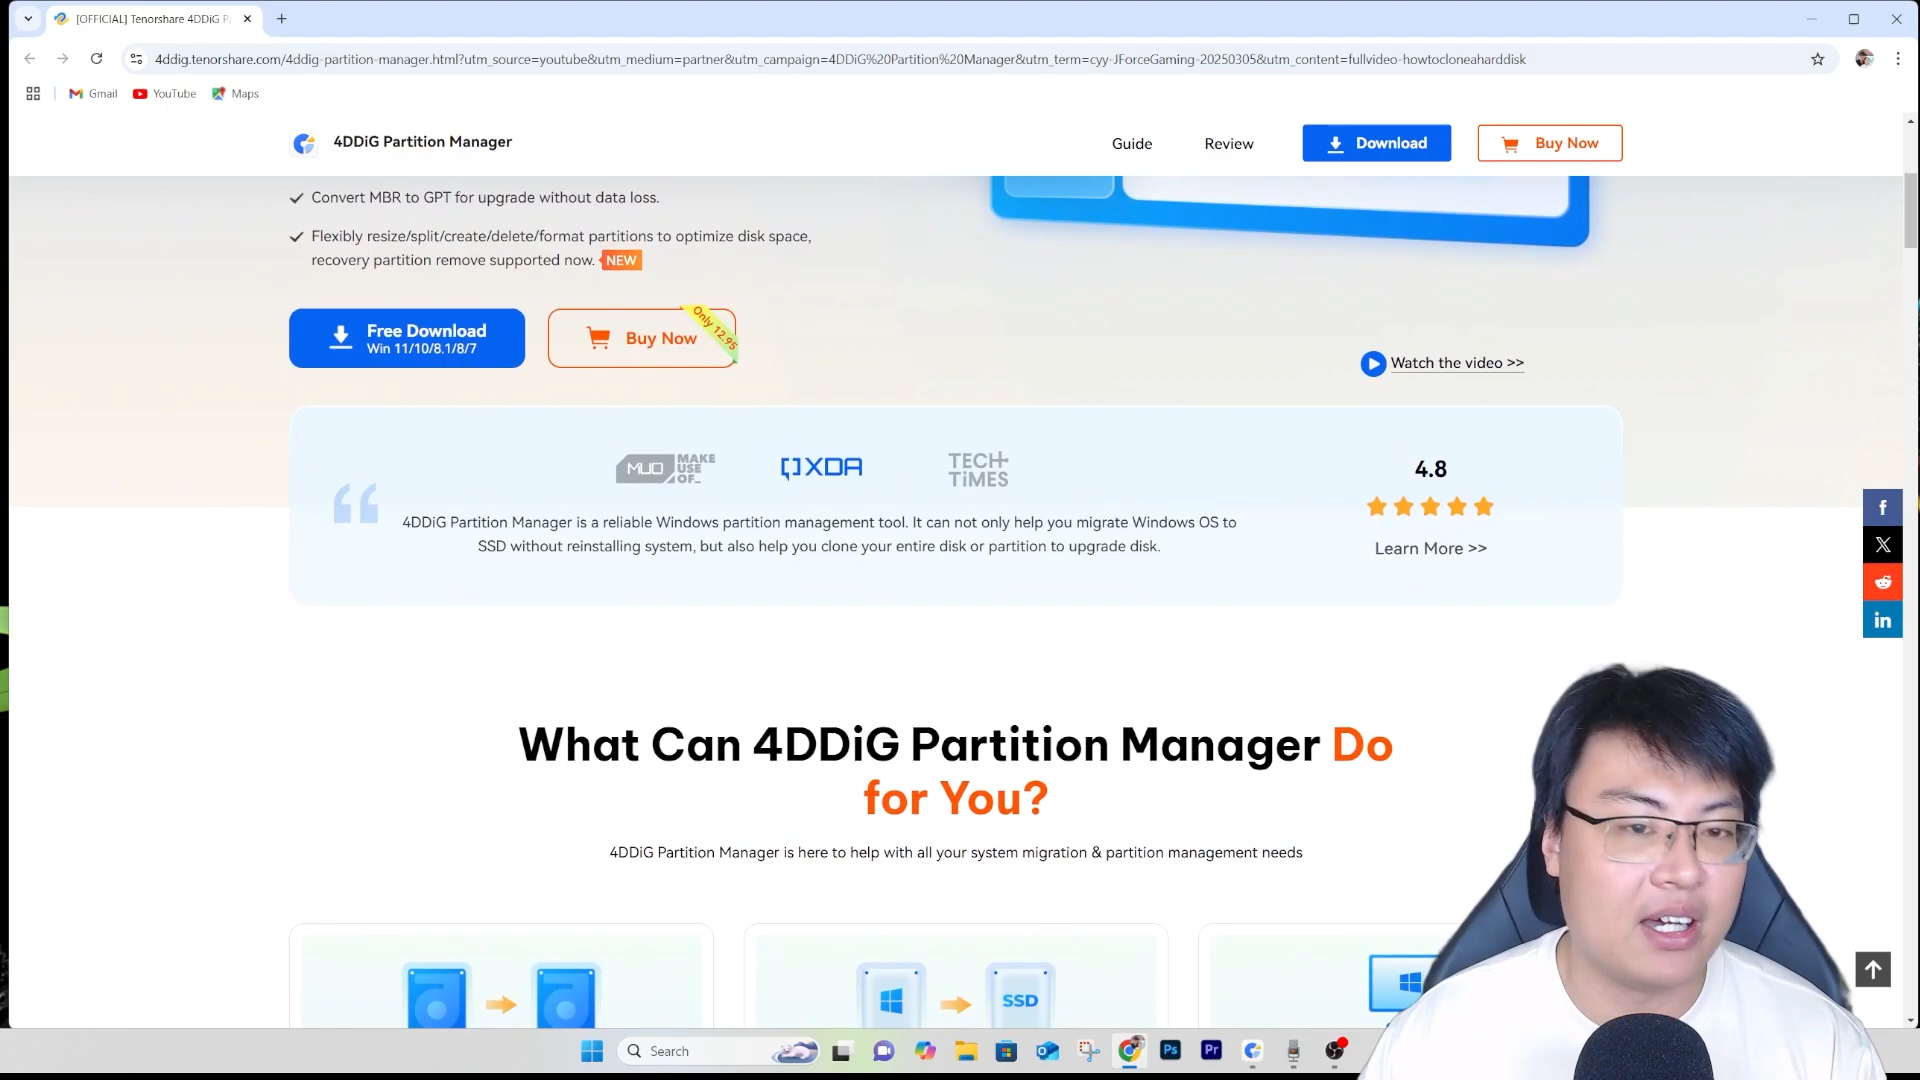 [OFFICIAL] Tenorshare 4DDiG P
4ddig.tenorshare.com/4ddig-partition-manager.html?utm_source=youtube&utm_medium=partner&utm_campaign=4DDiG%20Partition%20Manager&utm_term=cyy-JForceGaming-20250305&utm_content=fullvideo-howtocloneaharddisk
Gmail YouTube Maps
4DDiG Partition Manager
Guide Review Download Buy Now
Convert MBR to GPT for upgrade without data loss.
Flexibly resize/split/create/delete/format partitions to optimize disk space,
recovery partition remove supported now. NEW
Free Download
Win 11/10/8.1/8/7
Buy Now
Only 12.95
Watch the video >>
MUO MAKE USE OF_
XDA
TECH TiMES
4DDiG Partition Manager is a reliable Windows partition management tool. It can not only help you migrate Windows OS to
SSD without reinstalling system, but also help you clone your entire disk or partition to upgrade disk.
4.8
Learn More >>
f
X
in
What Can 4DDiG Partition Manager Do
for You?
4DDiG Partition Manager is here to help with all your system migration & partition management needs
SSD
Search
Ps
Pr